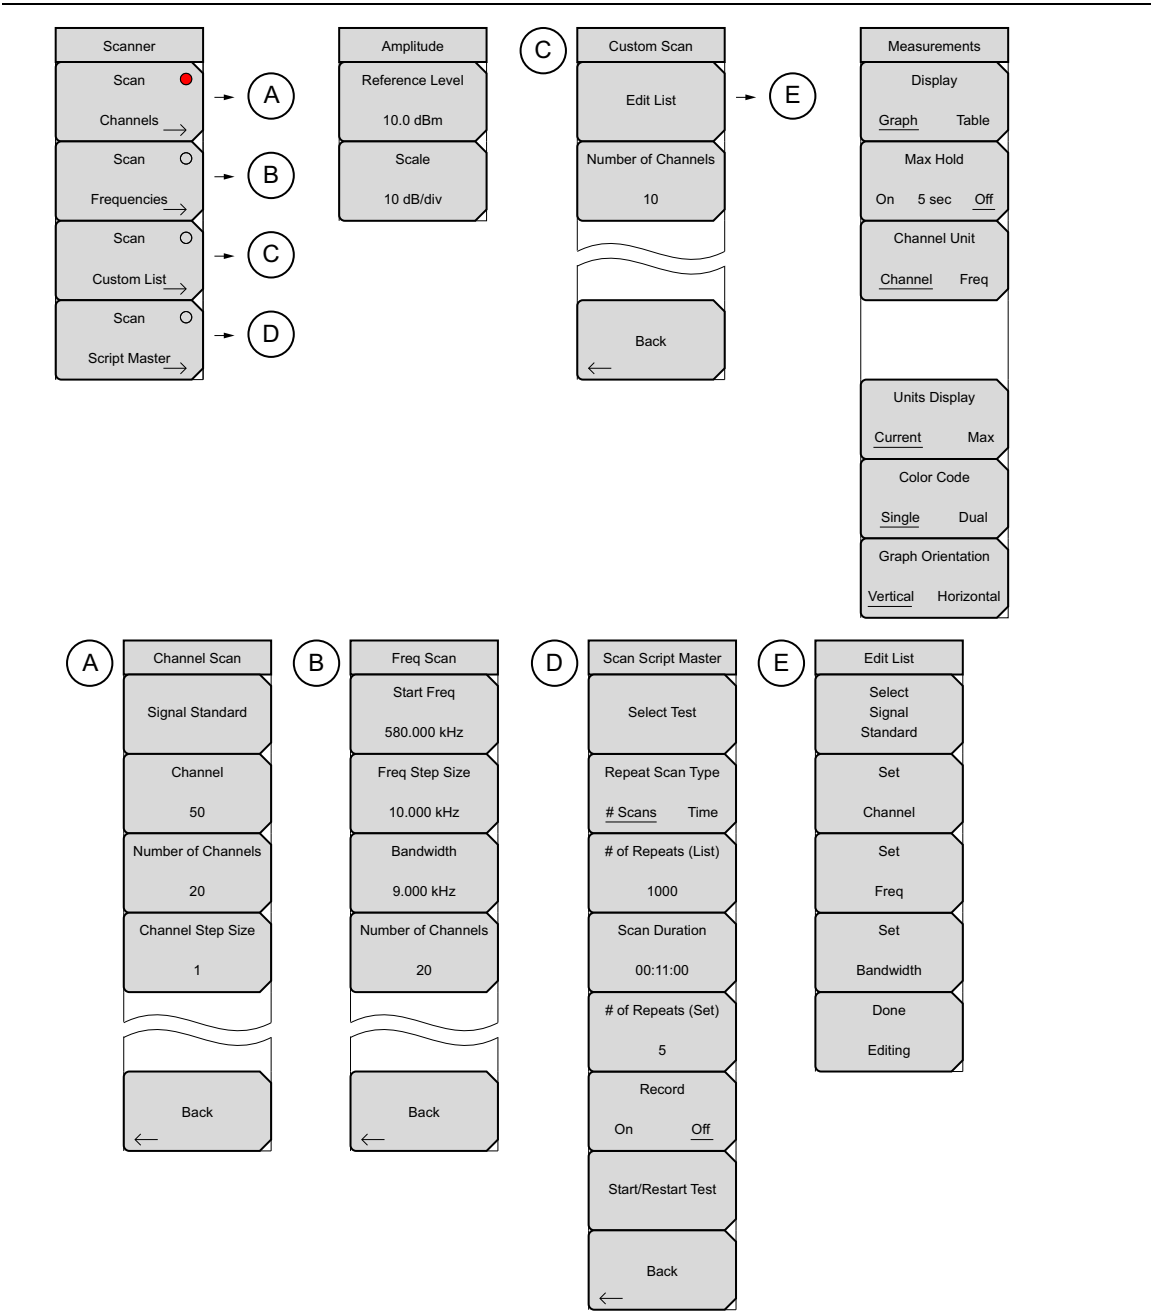 Scanner
Scan
Channels
A
Scan
Frequencies
B
Scan
Custom List
C
Scan
Script Master
D
Amplitude
Reference Level
10.0 dBm
Scale
10 dB/div
C
Custom Scan
Edit List
E
Number of Channels
10
Back
Measurements
Display
Graph Table
Max Hold
On 5 sec Off
Channel Unit
Channel Freq
Units Display
Current Max
Color Code
Single Dual
Graph Orientation
Vertical Horizontal
A
Channel Scan
Signal Standard
Channel
50
Number of Channels
20
Channel Step Size
1
Back
B
Freq Scan
Start Freq
580.000 kHz
Freq Step Size
10.000 kHz
Bandwidth
9.000 kHz
Number of Channels
20
Back
D
Scan Script Master
Select Test
Repeat Scan Type
# Scans Time
# of Repeats (List)
1000
Scan Duration
00:11:00
# of Repeats (Set)
5
Record
On Off
Start/Restart Test
Back
E
Edit List
Select
Signal
Standard
Set
Channel
Set
Freq
Set
Bandwidth
Done
Editing